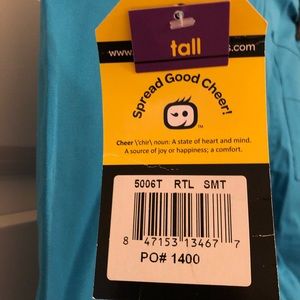 tall
www.
s.com
Spread Good Cheer!
TM
Cheer \'chir\ noun: A state of heart and mind.
A source of joy or happiness; a comfort.
5006T RTL SMT
8 47153 13467 7
PO# 1400